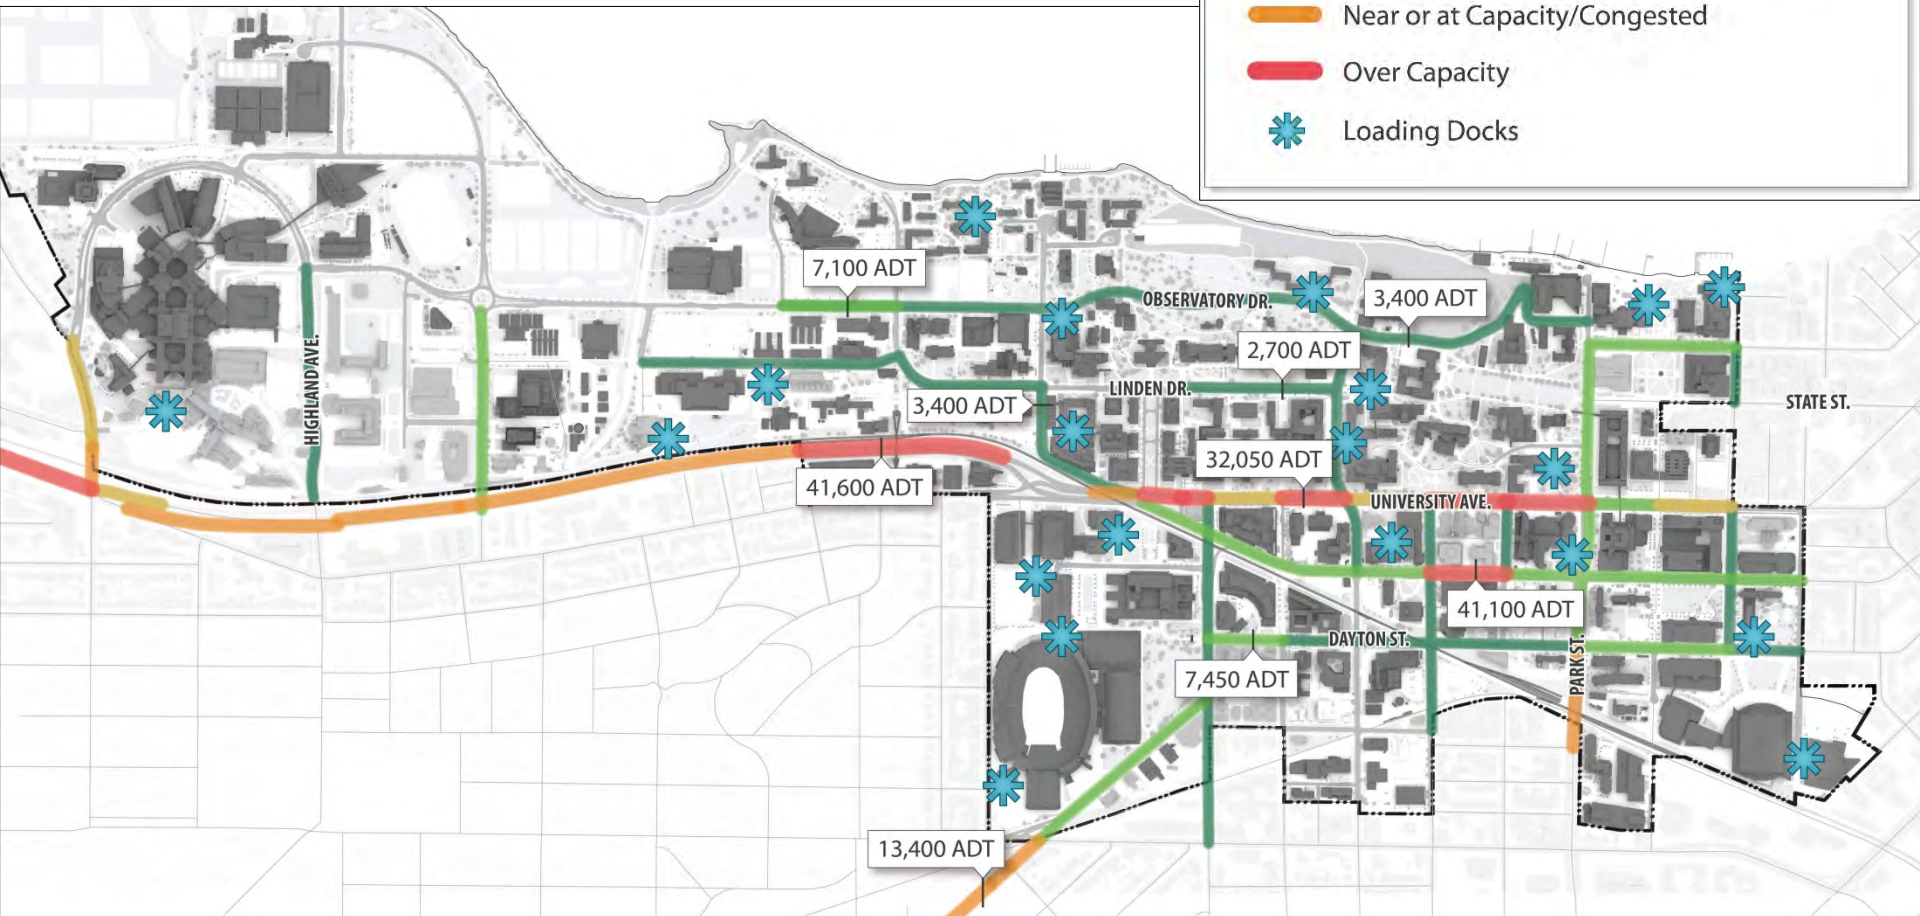 Near or at Capacity/Congested
Over Capacity
Loading Docks
7,100 ADT
OBSERVATORY DR.
3,400 ADT
2,700 ADT
HIGHLAND AVE.
LINDEN DR.
3,400 ADT
STATE ST.
32,050 ADT
41,600 ADT
UNIVERSITY AVE.
41,100 ADT
DAYTON ST.
PARK ST.
7,450 ADT
13,400 ADT